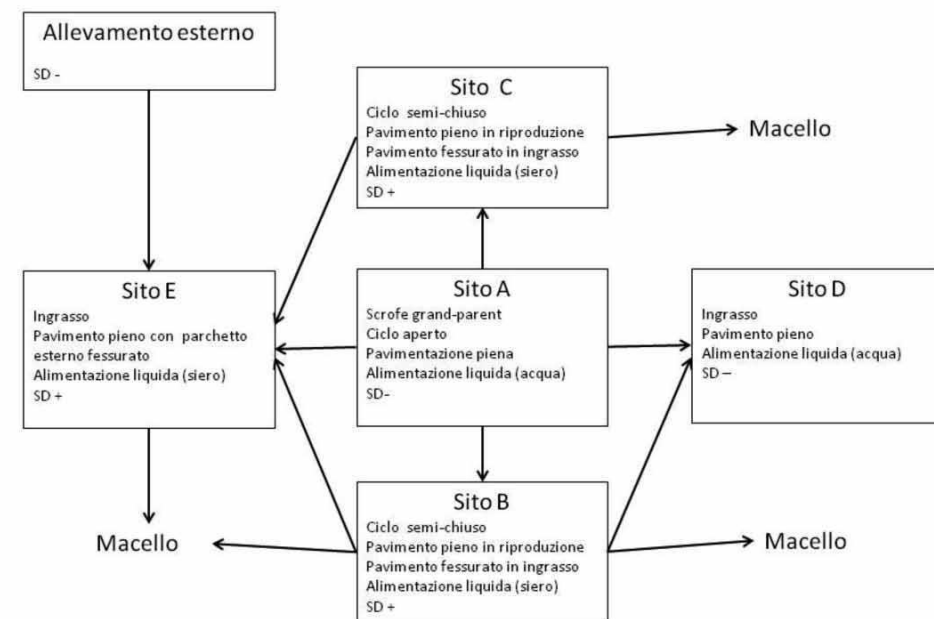 Allevamento esterno
SD -
Sito C
Ciclo semi-chiuso
Pavimento pieno in riproduzione
Pavimento fessurato in ingrasso
Alimentazione liquida (siero)
SD +
Macello
Sito E
Ingrasso
Pavimento pieno con parchetto
esterno fessurato
Alimentazione liquida (siero)
SD +
Sito A
Scrofe grand-parent
Ciclo aperto
Pavimentazione piena
Alimentazione liquida (acqua)
SD-
Sito D
Ingrasso
Pavimento pieno
Alimentazione liquida (acqua)
SD –
Macello
Sito B
Ciclo semi-chiuso
Pavimento pieno in riproduzione
Pavimento fessurato in ingrasso
Alimentazione liquida (siero)
SD +
Macello